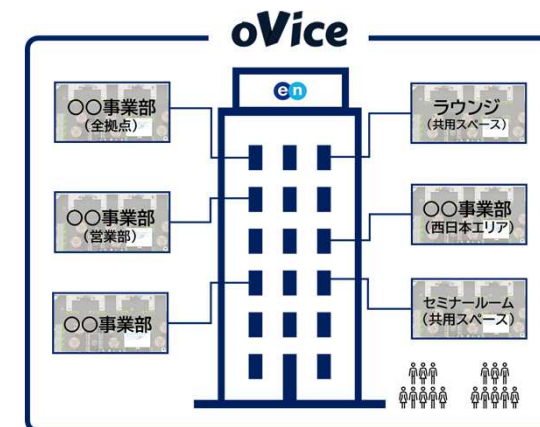 oVice
en
〇〇事業部
(全拠点)
〇〇事業部
(営業部)
〇〇事業部
ラウンジ
(共用スペース)
〇〇事業部
(西日本エリア)
セミナールーム
(共用スペース)